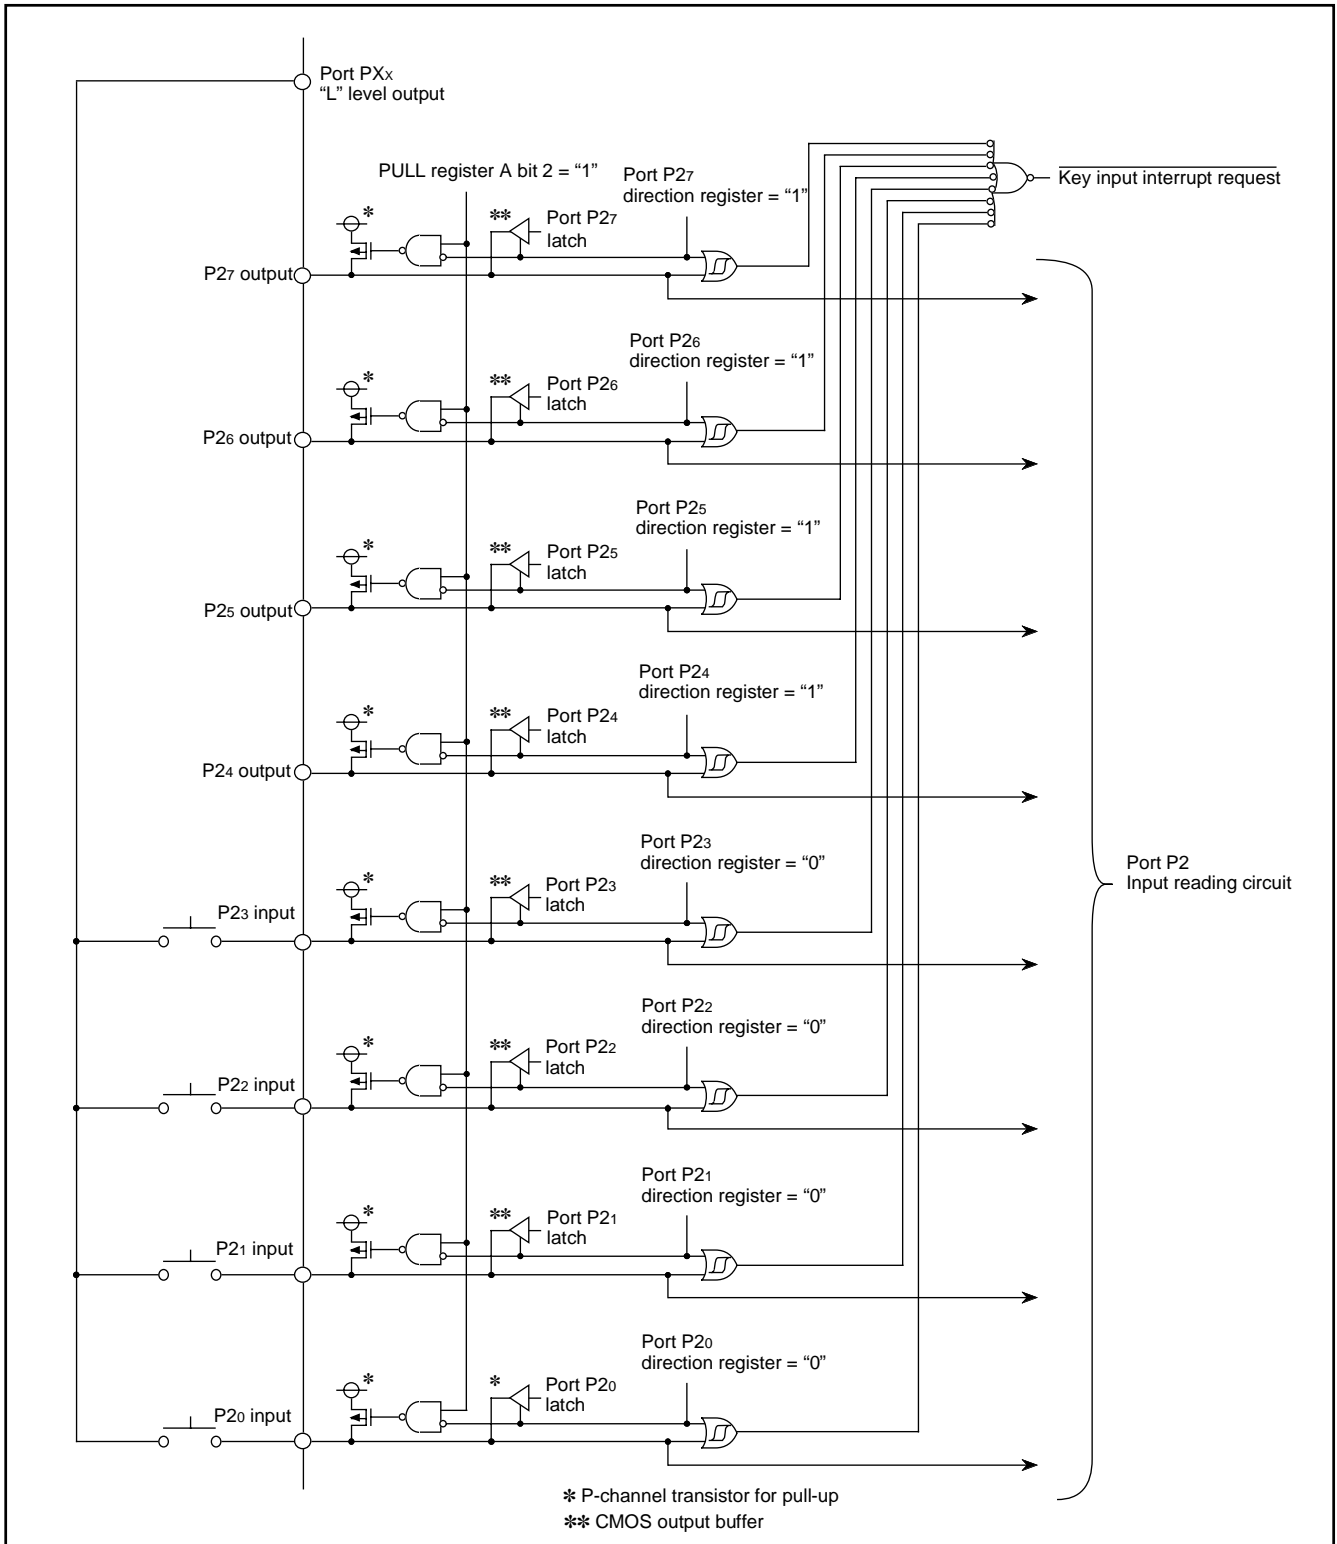 Port PXx
“L” level output
PULL register A bit 2 = “1”
Port P27
direction register = “1”
Key input interrupt request
*
**
Port P27
latch
P27 output
Port P26
direction register = “1”
*
**
Port P26
latch
P26 output
Port P25
direction register = “1”
*
**
Port P25
latch
P25 output
Port P24
direction register = “1”
*
**
Port P24
latch
P24 output
Port P23
direction register = “0”
Port P2
Input reading circuit
*
**
Port P23
latch
P23 input
Port P22
direction register = “0”
*
**
Port P22
latch
P22 input
Port P21
direction register = “0”
*
**
Port P21
latch
P21 input
Port P20
direction register = “0”
*
*
Port P20
latch
P20 input
* P-channel transistor for pull-up
** CMOS output buffer